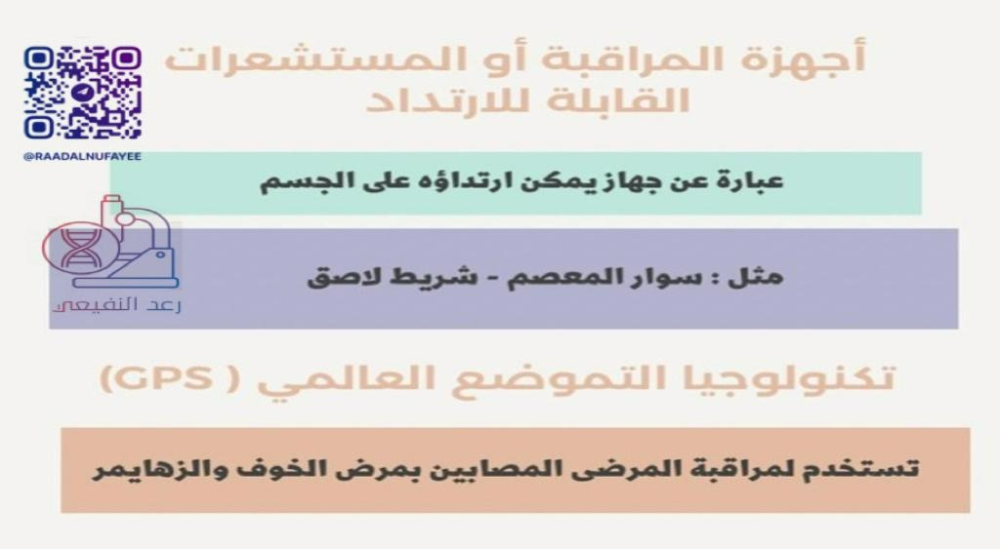 أجهزة المراقبة أو المستشعرات
القابلة للارتداد
@RAADALNUFAYEE
عبارة عن جهاز يمكن ارتداؤه على الجسم
مثل : سوار المعصم - شريط لاصق
رعد النفيعي
تكنولوجيا التموضع العالمي ( GPS)
تستخدم لمراقبة المرضى المصابين بمرض الخوف والزهايمر